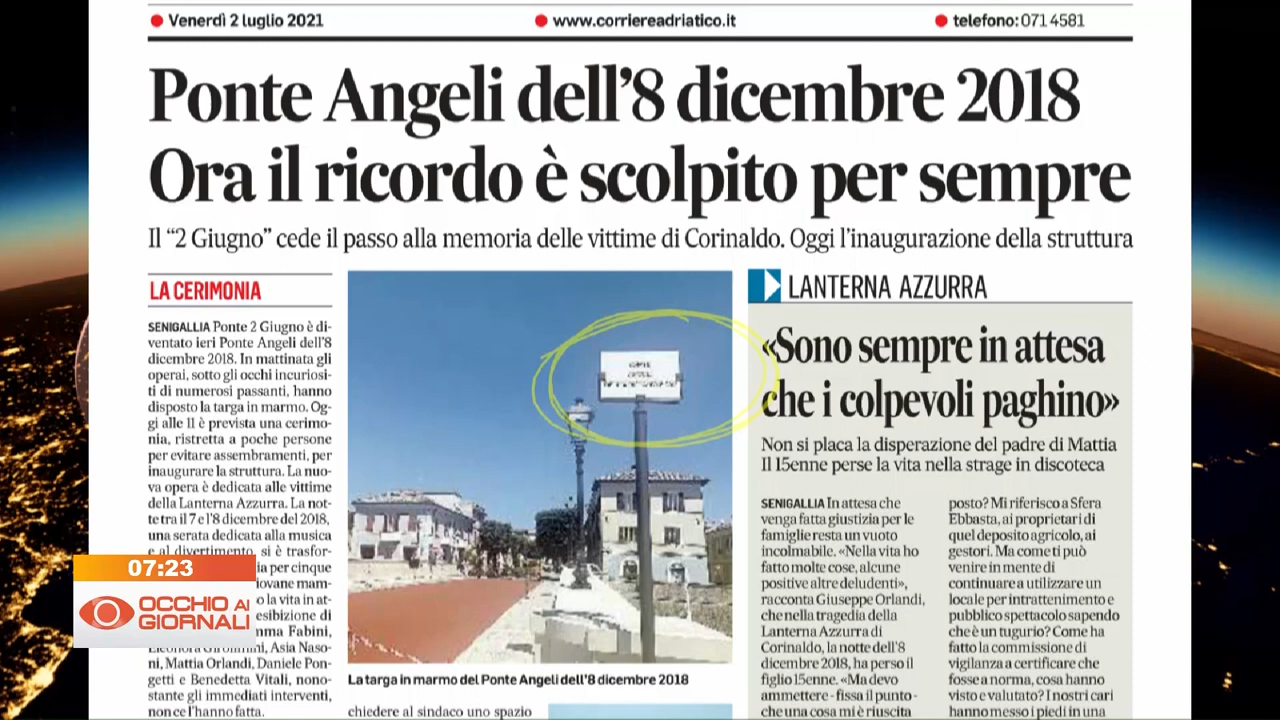 Venerdì 2 luglio 2021
www.corriereadriatico.it
telefono: 071 4581
Ponte Angeli dell'8 dicembre 2018
Ora il ricordo è scolpito per sempre
Il “2 Giugno” cede il passo alla memoria delle vittime di Corinaldo. Oggi l'inaugurazione della struttura
LA CERIMONIA
SENIGALLIA Ponte 2 Giugno è di-
ventato ieri Ponte Angeli dell'8
dicembre 2018. In mattinata gli
operai, sotto gli occhi incuriosi-
ti di numerosi passanti, hanno
disposto la targa in marmo. Og-
gi alle 11 è prevista una cerimo-
nia, ristretta a poche persone
per evitare assembramenti, per
inaugurare la struttura. La nuo-
va opera è dedicata alle vittime
della Lanterna Azzurra. La not-
te tra il 7 e l'8 dicembre del 2018,
una serata dedicata alla musica
e al divertimento, si è trasfor-
ia per cinque
iovane mam-
o la vita in at-
esibizione di
mma Fabini,
Asia Naso-
ni, Mattia Orlandi, Daniele Pon-
getti e Benedetta Vitali, nono-
stante gli immediati interventi,
non ce l'hanno fatta.
La targa in marmo del Ponte Angeli dell'8 dicembre 2018
chiedere al sindaco uno spazio
LANTERNA AZZURRA
«Sono sempre in attesa
che i colpevoli paghino»
Non si placa la disperazione del padre di Mattia
Il 15enne perse la vita nella strage in discoteca
SENIGALLIA In attesa che
venga fatta giustizia per le
famiglie resta un vuoto
incolmabile. «Nella vita ho
fatto molte cose, alcune
positive altre deludenti»,
racconta Giuseppe Orlandi,
che nella tragedia della
Lanterna Azzurra di
Corinaldo, la notte dell'8
dicembre 2018, ha perso il
figlio 15enne. «Ma devo
ammettere - fissa il punto -
che una cosa mi è riuscita
posto? Mi riferisco a Sfera
Ebbasta, ai proprietari di
quel deposito agricolo, ai
gestori. Ma come ti può
venire in mente di
continuare a utilizzare un
locale per intrattenimento e
pubblico spettacolo sapendo
che è un tugurio? Come ha
fatto la commissione di
vigilanza a certificare che
fosse a norma, cosa hanno
visto e valutato? I nostri cari
hanno messo i piedi in una
07:23
OCCHIO AI
GIORNALI